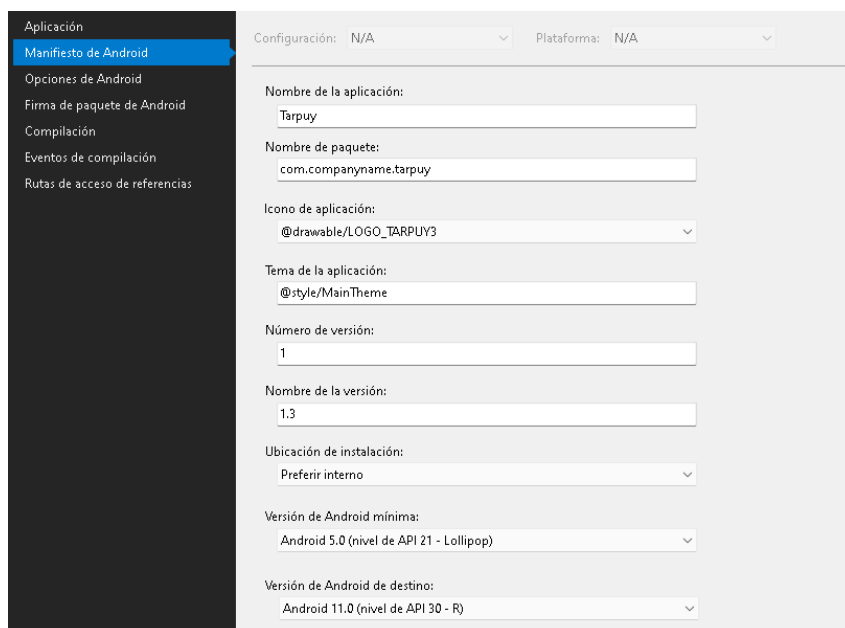 Aplicación
Manifiesto de Android
Opciones de Android
Firma de paquete de Android
Compilación
Eventos de compilación
Rutas de acceso de referencias
Configuración: N/A Plataforma: N/A
Nombre de la aplicación:
Tarpuy
Nombre de paquete:
com.companyname.tarpuy
Icono de aplicación:
@drawable/LOGO_TARPUY3
Tema de la aplicación:
@style/MainTheme
Número de versión:
1
Nombre de la versión:
1.3
Ubicación de instalación:
Preferir interno
Versión de Android mínima:
Android 5.0 (nivel de API 21 - Lollipop)
Versión de Android de destino:
Android 11.0 (nivel de API 30 - R)